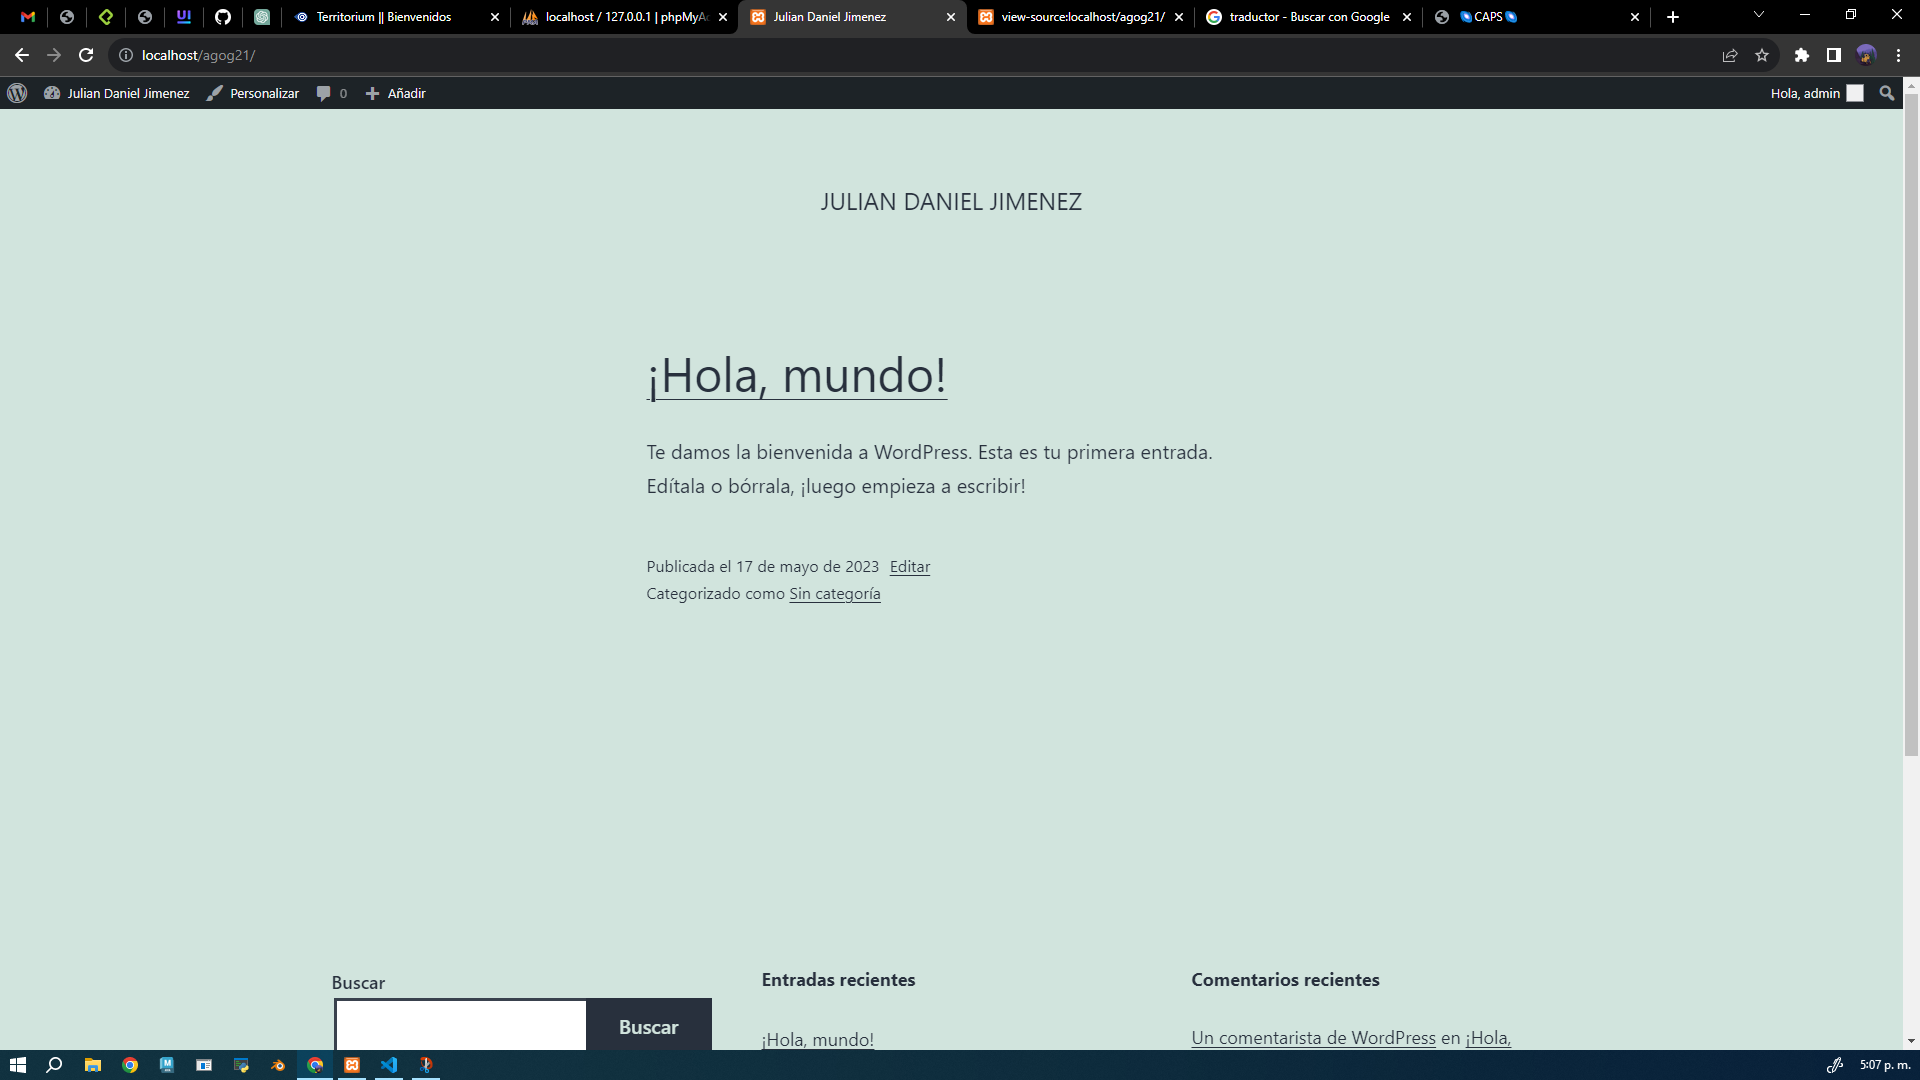 Territorium || Bienvenidos
localhost / 127.0.0.1 | phpMyAd
Julian Daniel Jimenez
view-source:localhost/agog21/
traductor - Buscar con Google
CAPS
localhost/agog21/
Julian Daniel Jimenez
Personalizar
0
Añadir
Hola, admin
JULIAN DANIEL JIMENEZ
¡Hola, mundo!
Te damos la bienvenida a WordPress. Esta es tu primera entrada.
Edítala o bórrala, ¡luego empieza a escribir!
Publicada el 17 de mayo de 2023 Editar
Categorizado como Sin categoría
Buscar
Buscar
Entradas recientes
¡Hola, mundo!
Comentarios recientes
Un comentarista de WordPress en ¡Hola,
5:07 p. m.